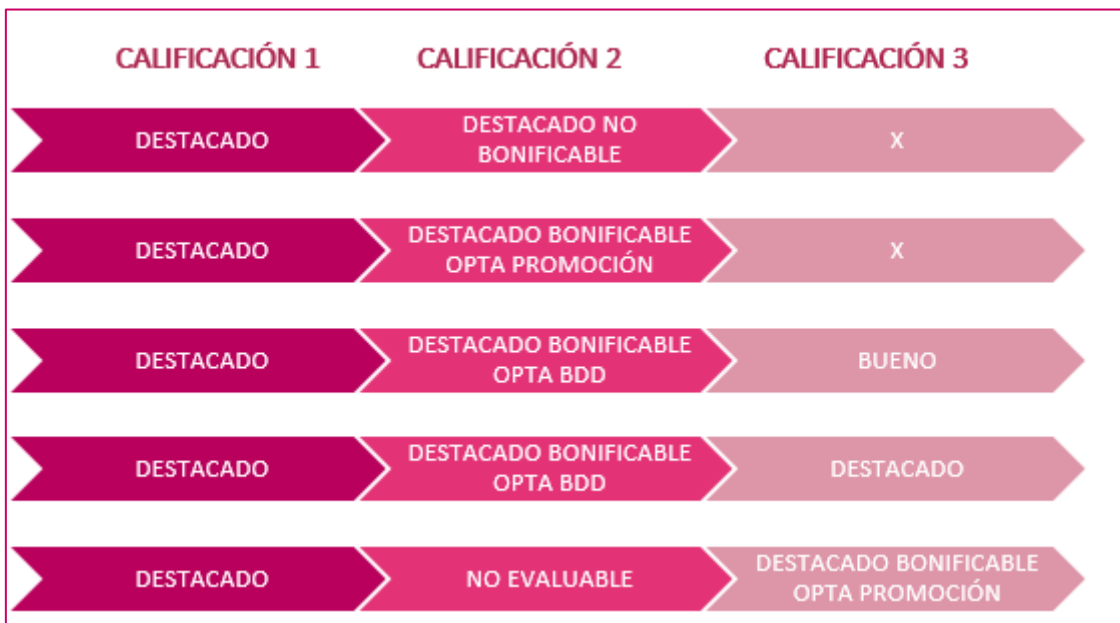 CALIFICACIÓN 1 CALIFICACIÓN 2 CALIFICACIÓN 3
DESTACADO
DESTACADO NO
BONIFICABLE
X
DESTACADO
DESTACADO BONIFICABLE
OPTA PROMOCIÓN
X
DESTACADO
DESTACADO BONIFICABLE
OPTA BDD
BUENO
DESTACADO
DESTACADO BONIFICABLE
OPTA BDD
DESTACADO
DESTACADO
NO EVALUABLE
DESTACADO BONIFICABLE
OPTA PROMOCIÓN